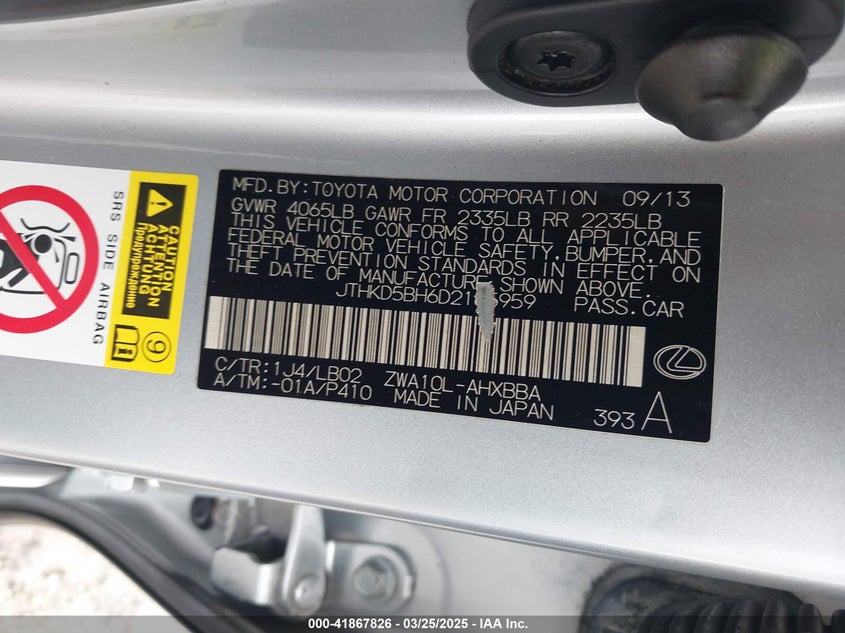 MFD.BY:TOYOTA MOTOR CORPORATION 09/13
GVWR 4065LB GAWR FR 2335LB RR 2235LB
THIS VEHICLE CONFORMS TO ALL APPLICABLE
FEDERAL MOTOR VEHICLE SAFETY,BUMPER,AND
THEFT PREVENTION STANDARDS IN EFFECT ON
THE DATE OF MANUFACTURE SHOWN ABOVE.
PASS.CAR
C/TR:1J4/LB02 ZWA10L-AHXBBA
A/TM:-01A/P410 MADE IN JAPAN
393 A
SRS SIDE AIRBAG
CAUTION
ATTENTION
ACHTUNG
Предупреждение
9
000-41867826 - 03/25/2025 - IAA Inc.